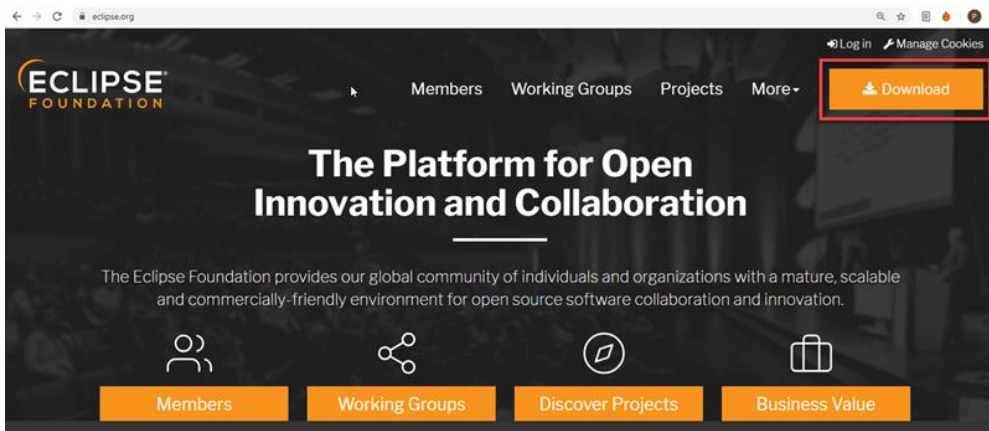 eclipse.org
P
Log in Manage Cookies
ECLIPSE
FOUNDATION
Members Working Groups Projects More Download
The Platform for Open
Innovation and Collaboration
The Eclipse Foundation provides our global community of individuals and organizations with a mature, scalable
and commercially-friendly environment for open source software collaboration and innovation.
Members Working Groups Discover Projects Business Value